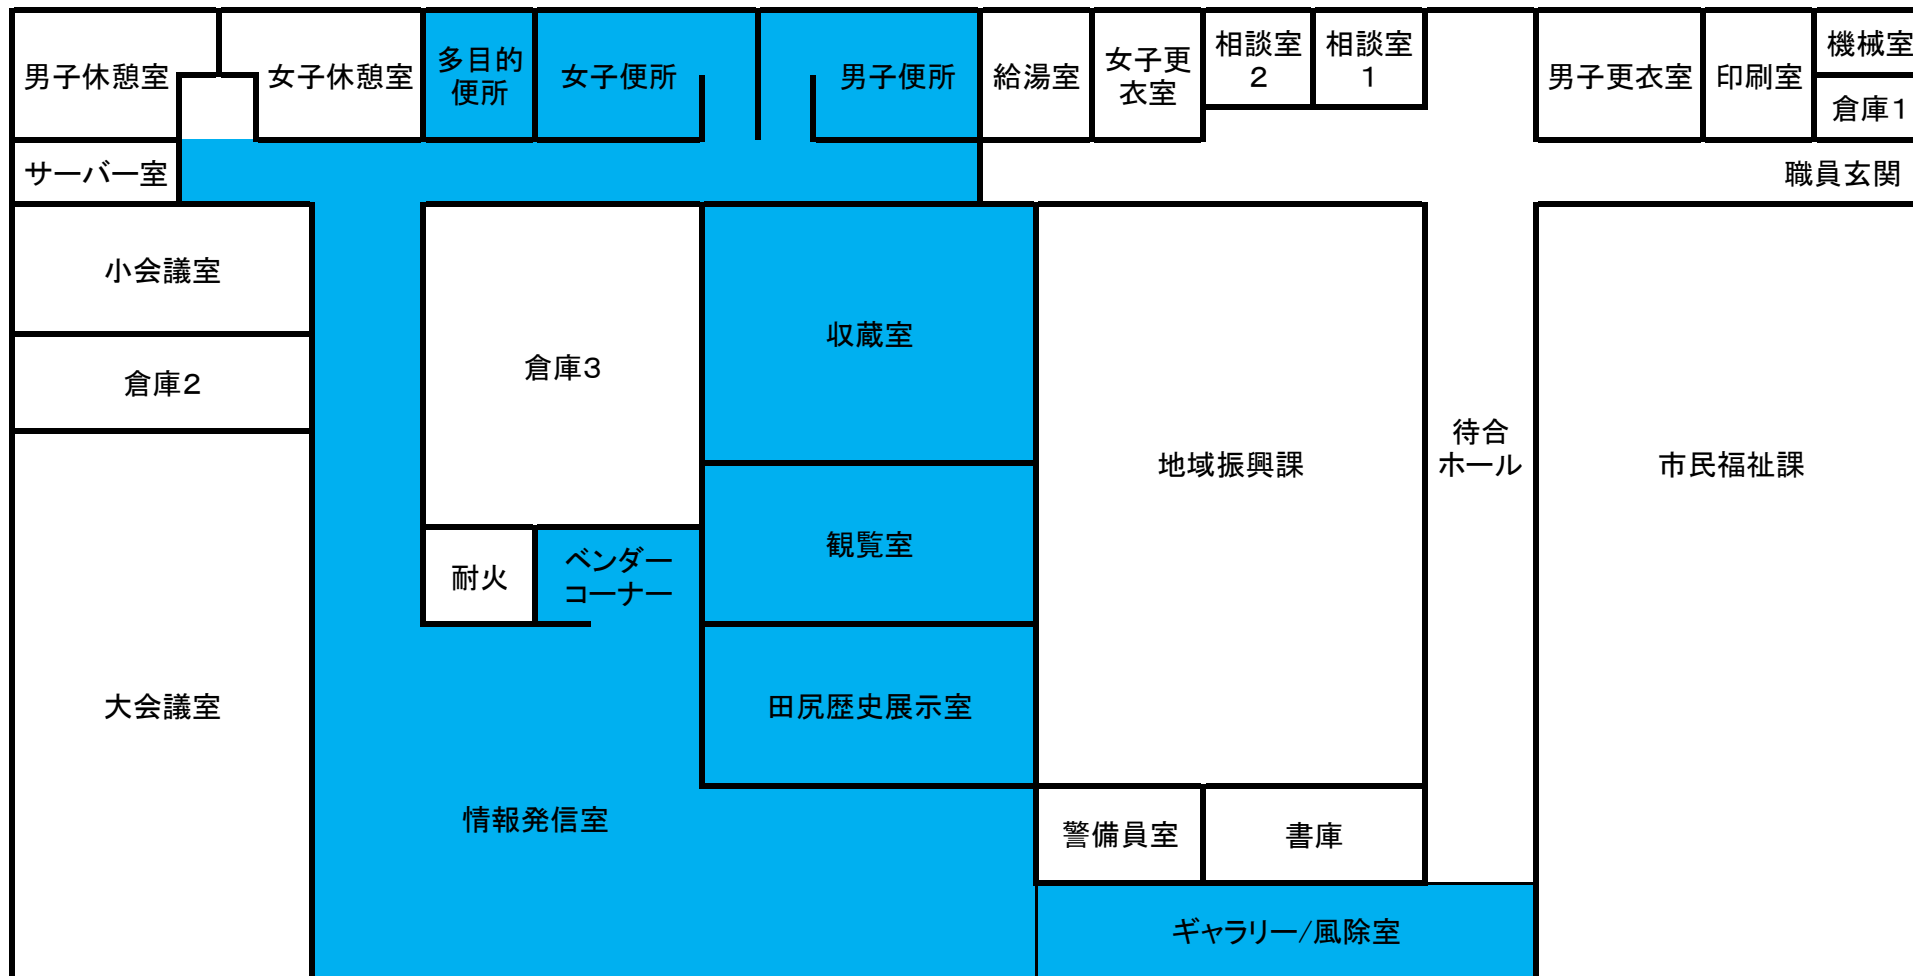 男子休憩室
女子休憩室
多目的
便所
女子便所
男子便所
給湯室
女子更
衣室
相談室
2
相談室
1
男子更衣室
印刷室
機械室
倉庫1
サーバー室
職員玄関
小会議室
倉庫2
倉庫3
収蔵室
地域振興課
待合
ホール
市民福祉課
観覧室
耐火
ベンダー
コーナー
大会議室
田尻歴史展示室
情報発信室
警備員室
書庫
ギャラリー/風除室